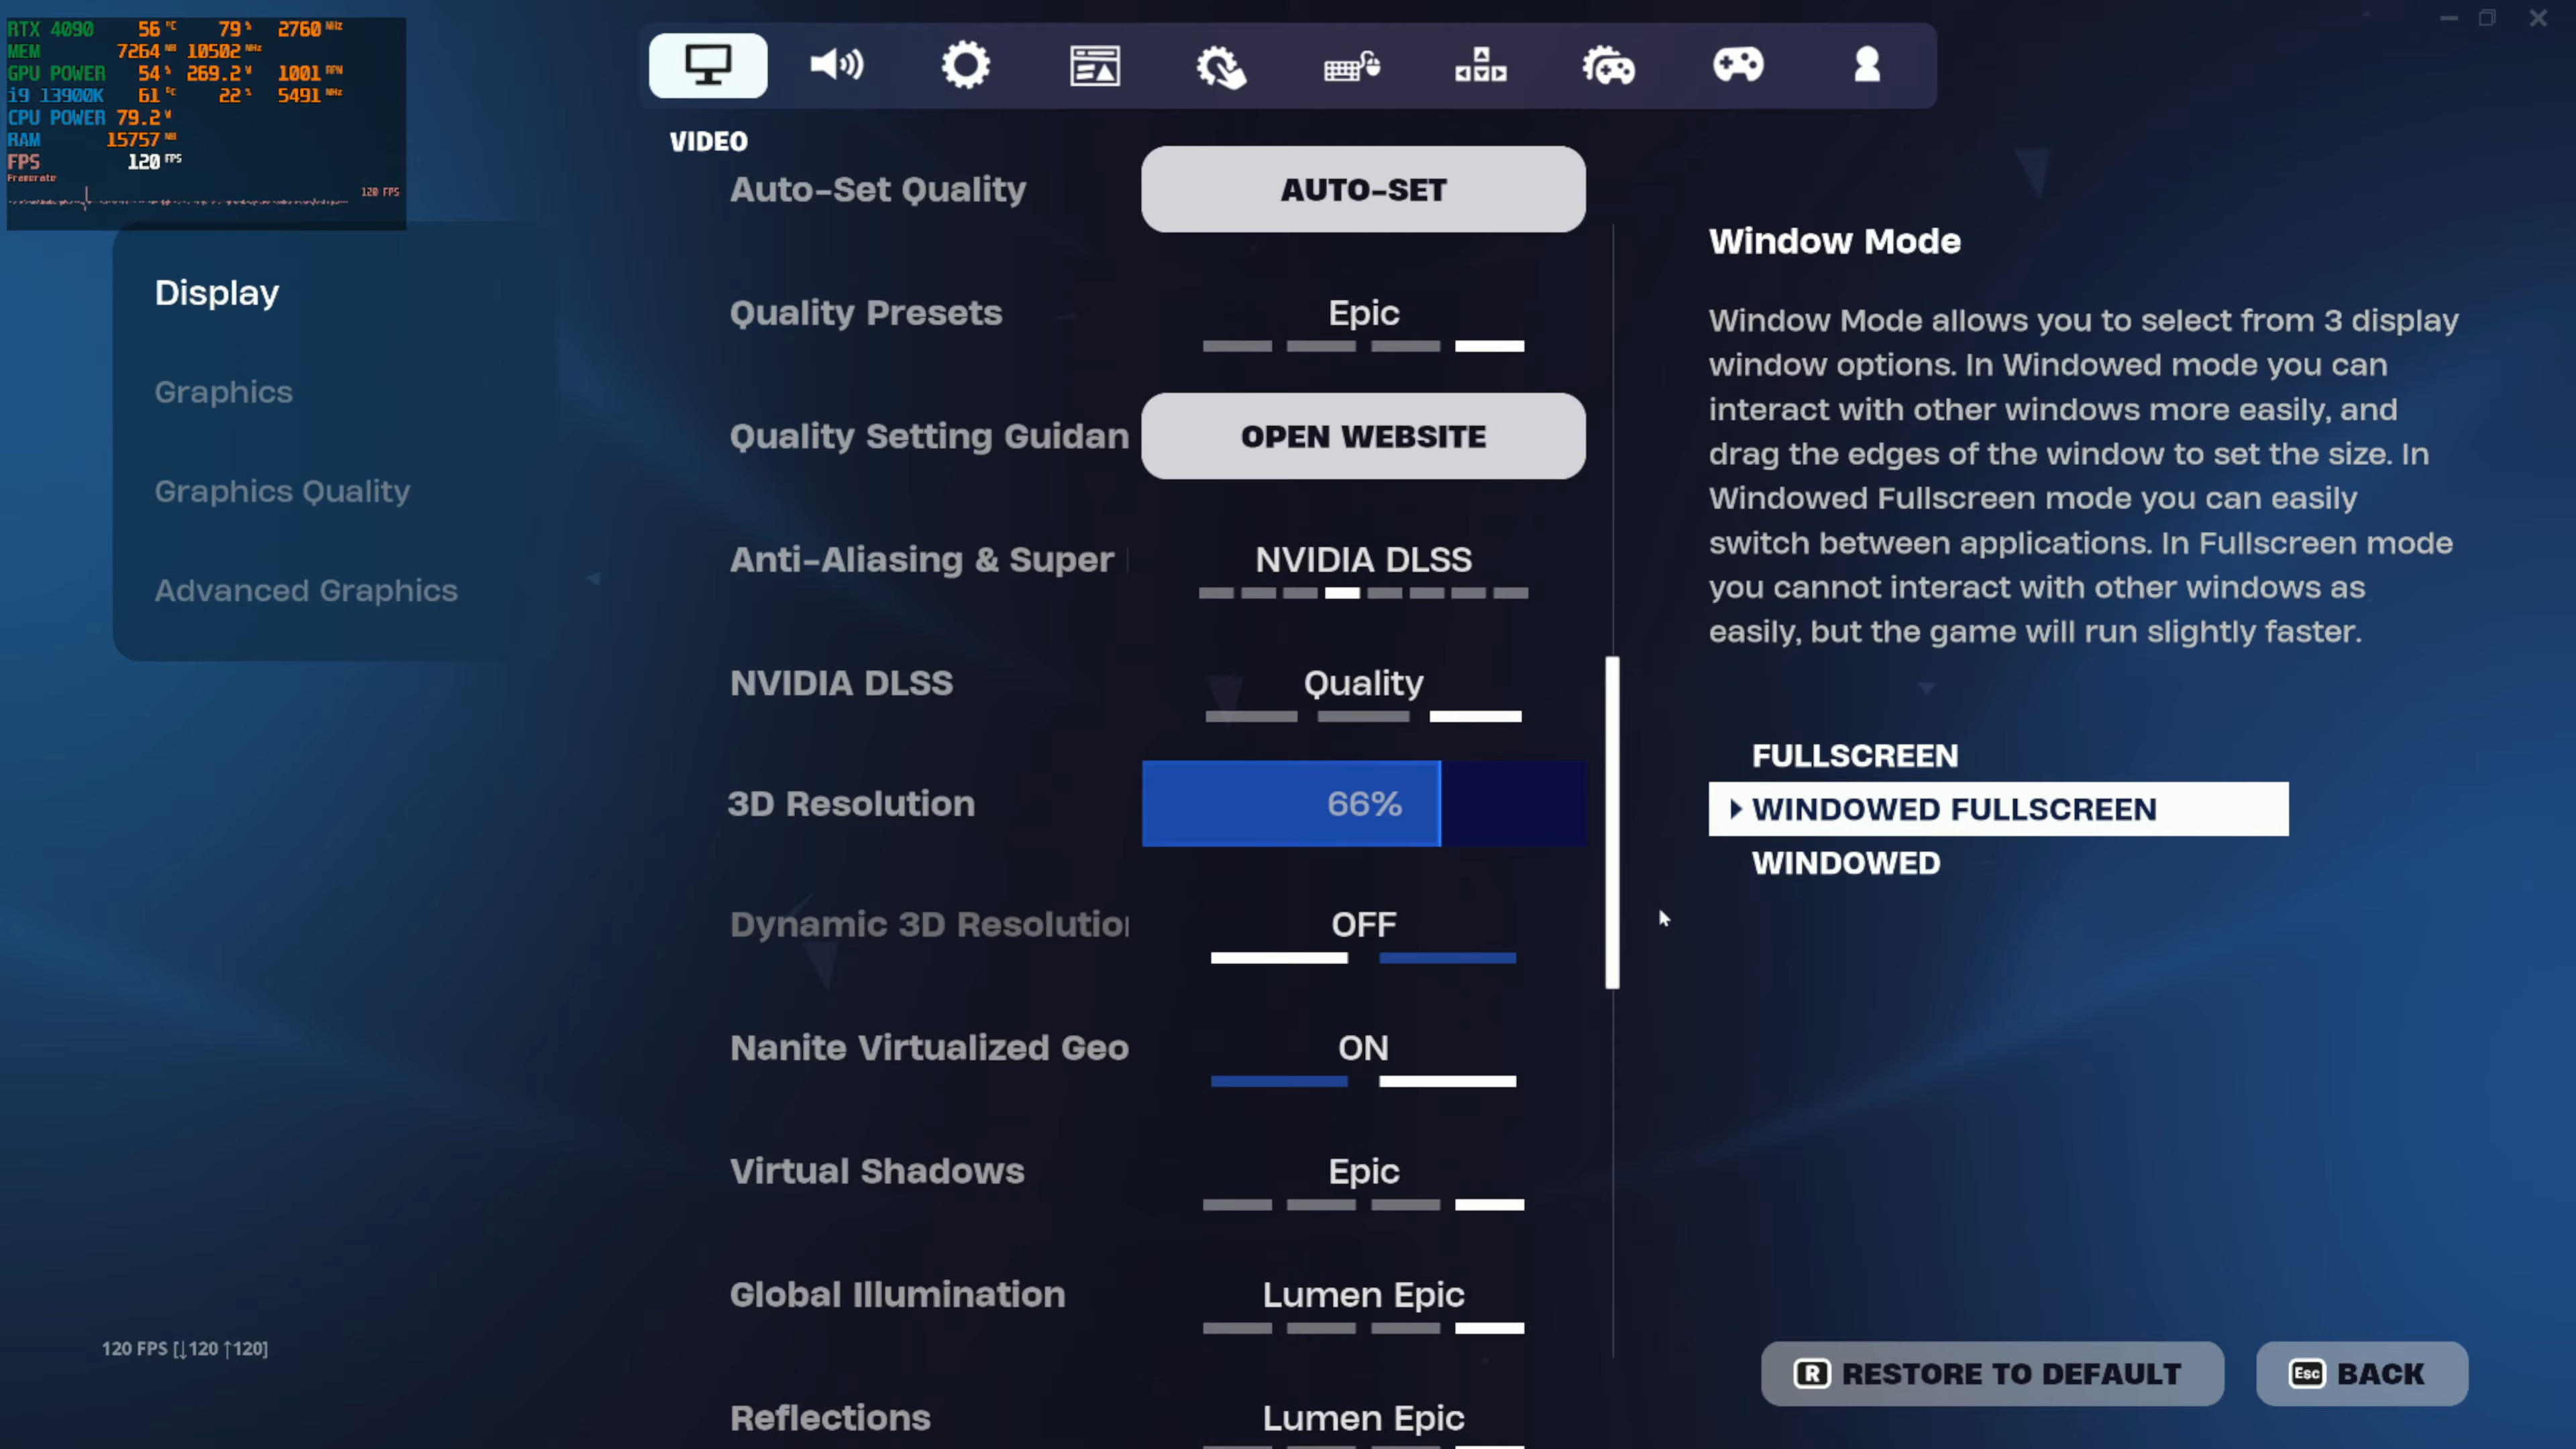 RTX 4090 56 °C 79 % 2760 MHz
MEM 7264 MB 10502 MHz
GPU POWER 54 % 269.2 W 1001 RPM
i9 13900K 61 °C 22 % 5491 MHz
CPU POWER 79.2 W
RAM 15757 MB
FPS 120 FPS
Framerate
120 FPS
VIDEO
Display
Graphics
Graphics Quality
Advanced Graphics
Auto-Set Quality AUTO-SET
Quality Presets Epic
Quality Setting Guidan OPEN WEBSITE
Anti-Aliasing & Super NVIDIA DLSS
NVIDIA DLSS Quality
3D Resolution 66%
Dynamic 3D Resolution OFF
Nanite Virtualized Geo ON
Virtual Shadows Epic
Global Illumination Lumen Epic
Reflections Lumen Epic
Window Mode
Window Mode allows you to select from 3 display
window options. In Windowed mode you can
interact with other windows more easily, and
drag the edges of the window to set the size. In
Windowed Fullscreen mode you can easily
switch between applications. In Fullscreen mode
you cannot interact with other windows as
easily, but the game will run slightly faster.
FULLSCREEN
WINDOWED FULLSCREEN
WINDOWED
120 FPS [↓120 ↑120]
R RESTORE TO DEFAULT
Esc BACK